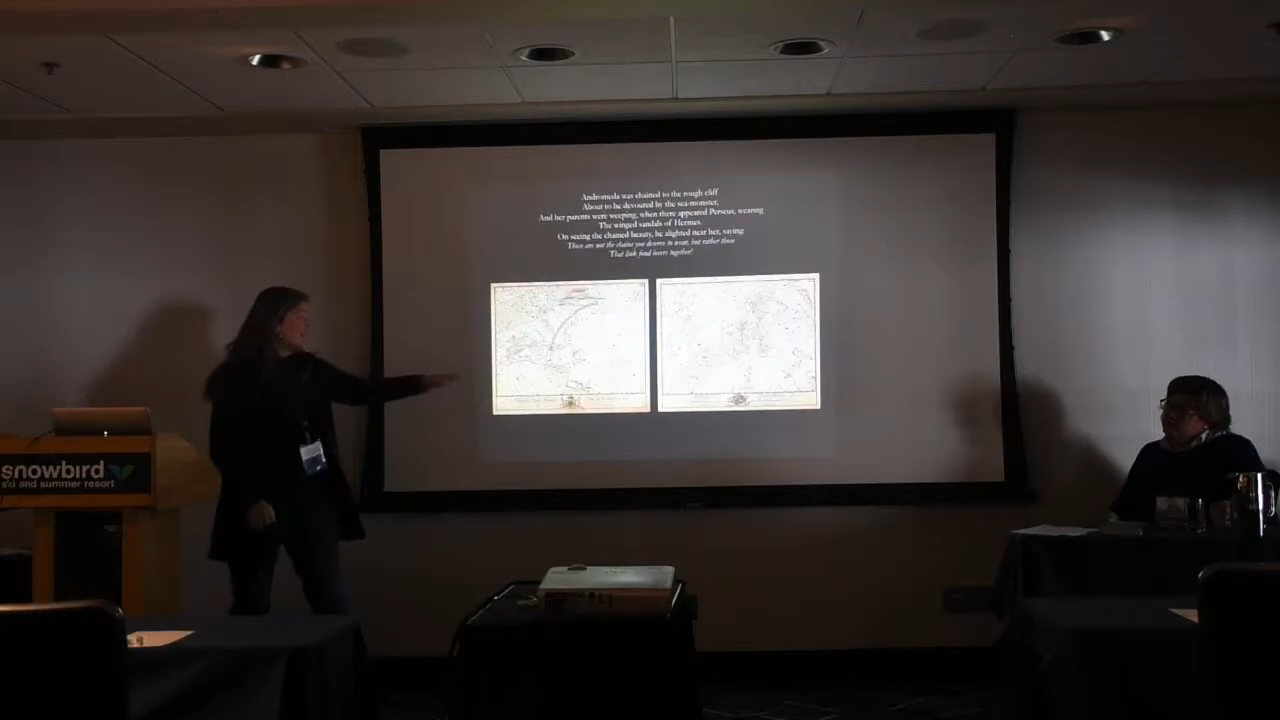 Andromeda was chained to the rough cliff
About to be devoured by the sea-monster,
And her parents were weeping, when there appeared Perseus, wearing
The winged sandals of Hermes.
On seeing the chained beauty, he alighted near her, saying:
These are not the chains you deserve to wear, but rather those
That link fond lovers together!
snowbird
ski and summer resort